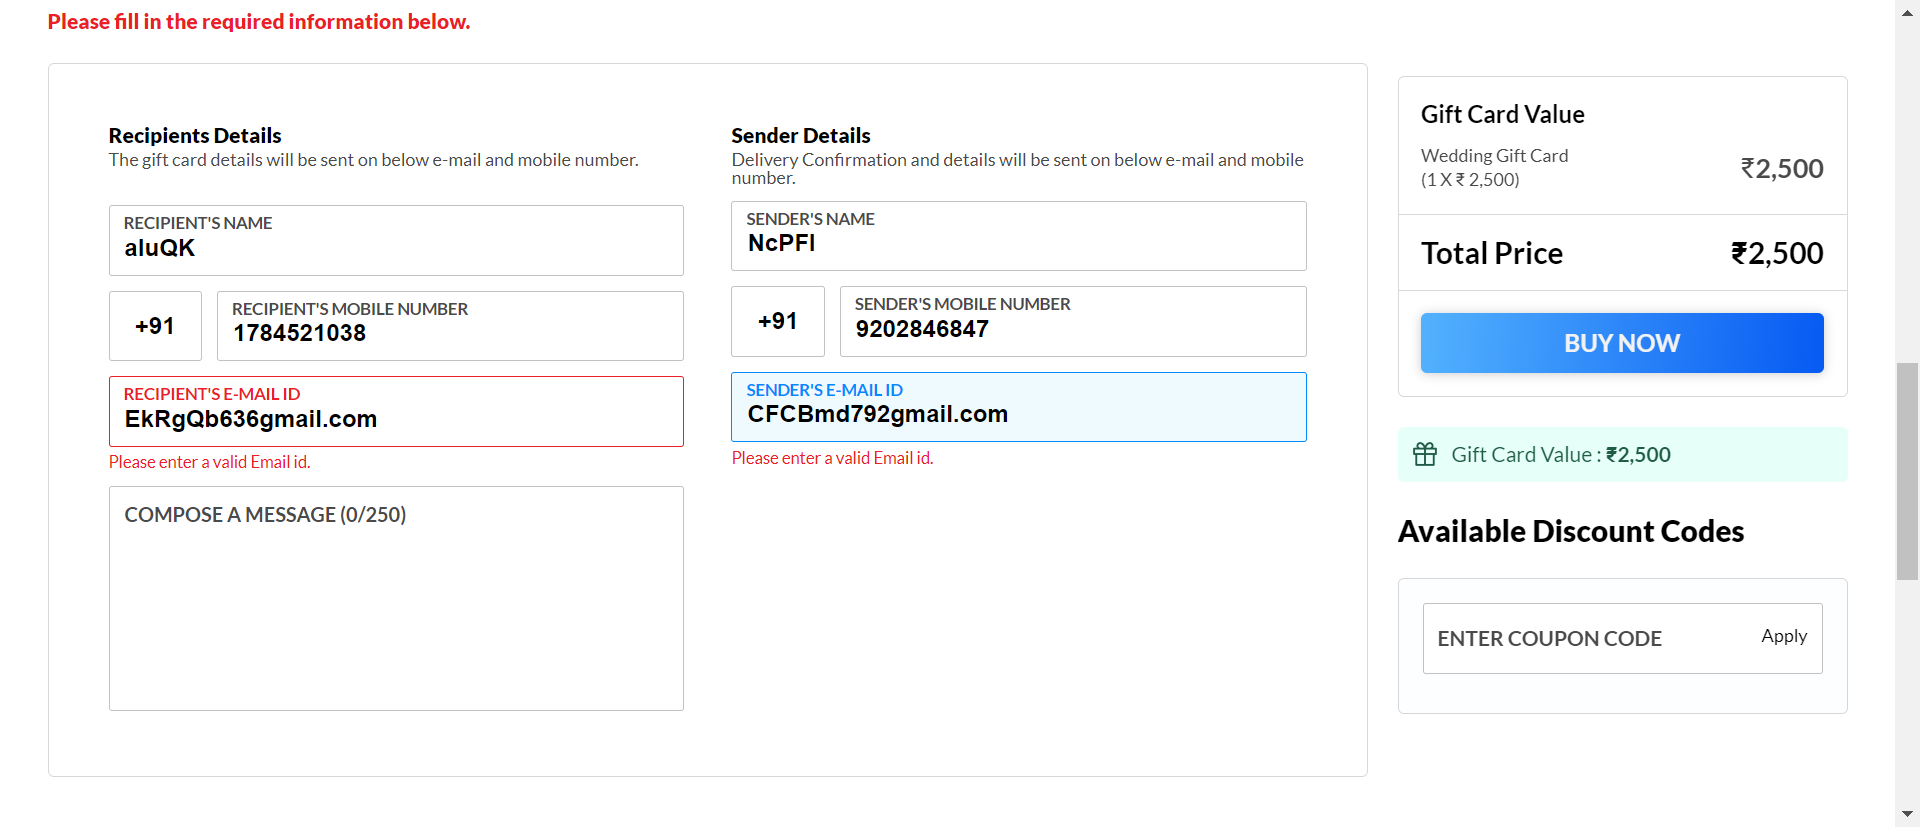 Please fill in the required information below.
Recipients Details
The gift card details will be sent on below e-mail and mobile number.
RECIPIENT'S NAME
aluQK
+91
RECIPIENT'S MOBILE NUMBER
1784521038
RECIPIENT'S E-MAIL ID
EkRgQb636gmail.com
Please enter a valid Email id.
COMPOSE A MESSAGE (0/250)
Sender Details
Delivery Confirmation and details will be sent on below e-mail and mobile
number.
SENDER'S NAME
NcPFI
+91
SENDER'S MOBILE NUMBER
9202846847
SENDER'S E-MAIL ID
CFCBmd792gmail.com
Please enter a valid Email id.
Gift Card Value
Wedding Gift Card
(1 X ₹ 2,500)
₹2,500
Total Price
₹2,500
BUY NOW
Gift Card Value : ₹2,500
Available Discount Codes
ENTER COUPON CODE
Apply